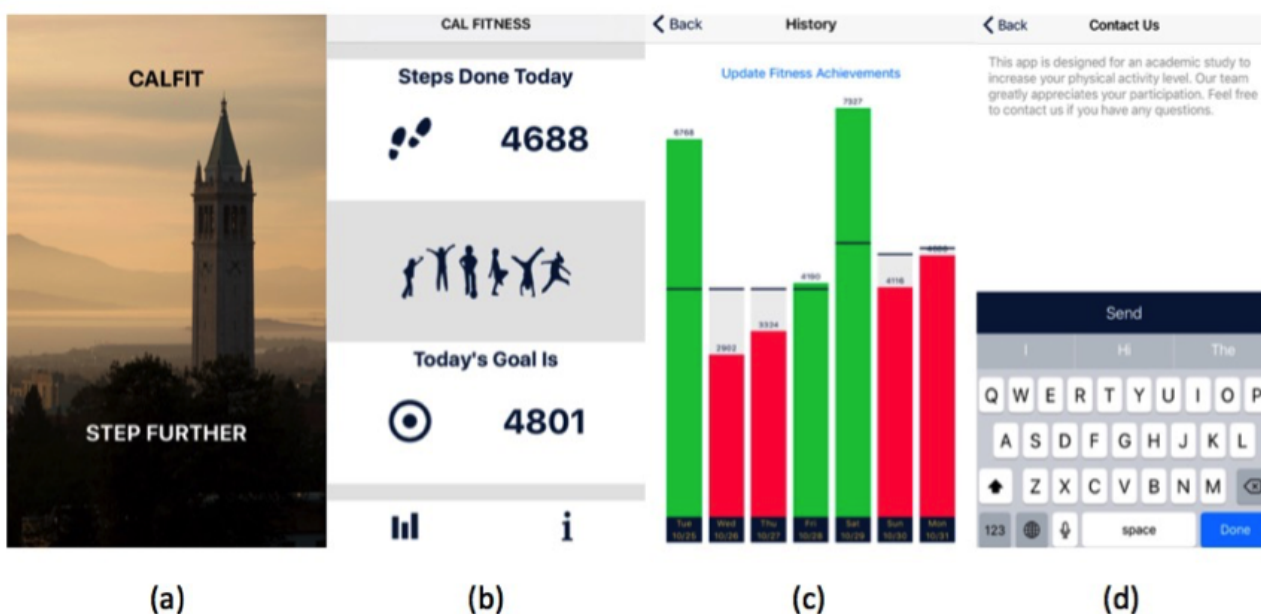 CALFIT
STEP FURTHER
CAL FITNESS
Steps Done Today
4688
Today's Goal Is
4801
i
Back
History
Update Fitness Achievements
6768
2902
3334
4190
7327
4116
Tue
10/25
Wed
10/26
Thu
10/27
Fri
10/28
Sat
10/29
Sun
10/30
Mon
10/31
Back
Contact Us
This app is designed for an academic study to
increase your physical activity level. Our team
greatly appreciates your participation. Feel free
to contact us if you have any questions.
Send
I Hi The
Q W E R T Y U I O P
A S D F G H J K L
Z X C V B N M
123 space Done
(a) (b) (c) (d)